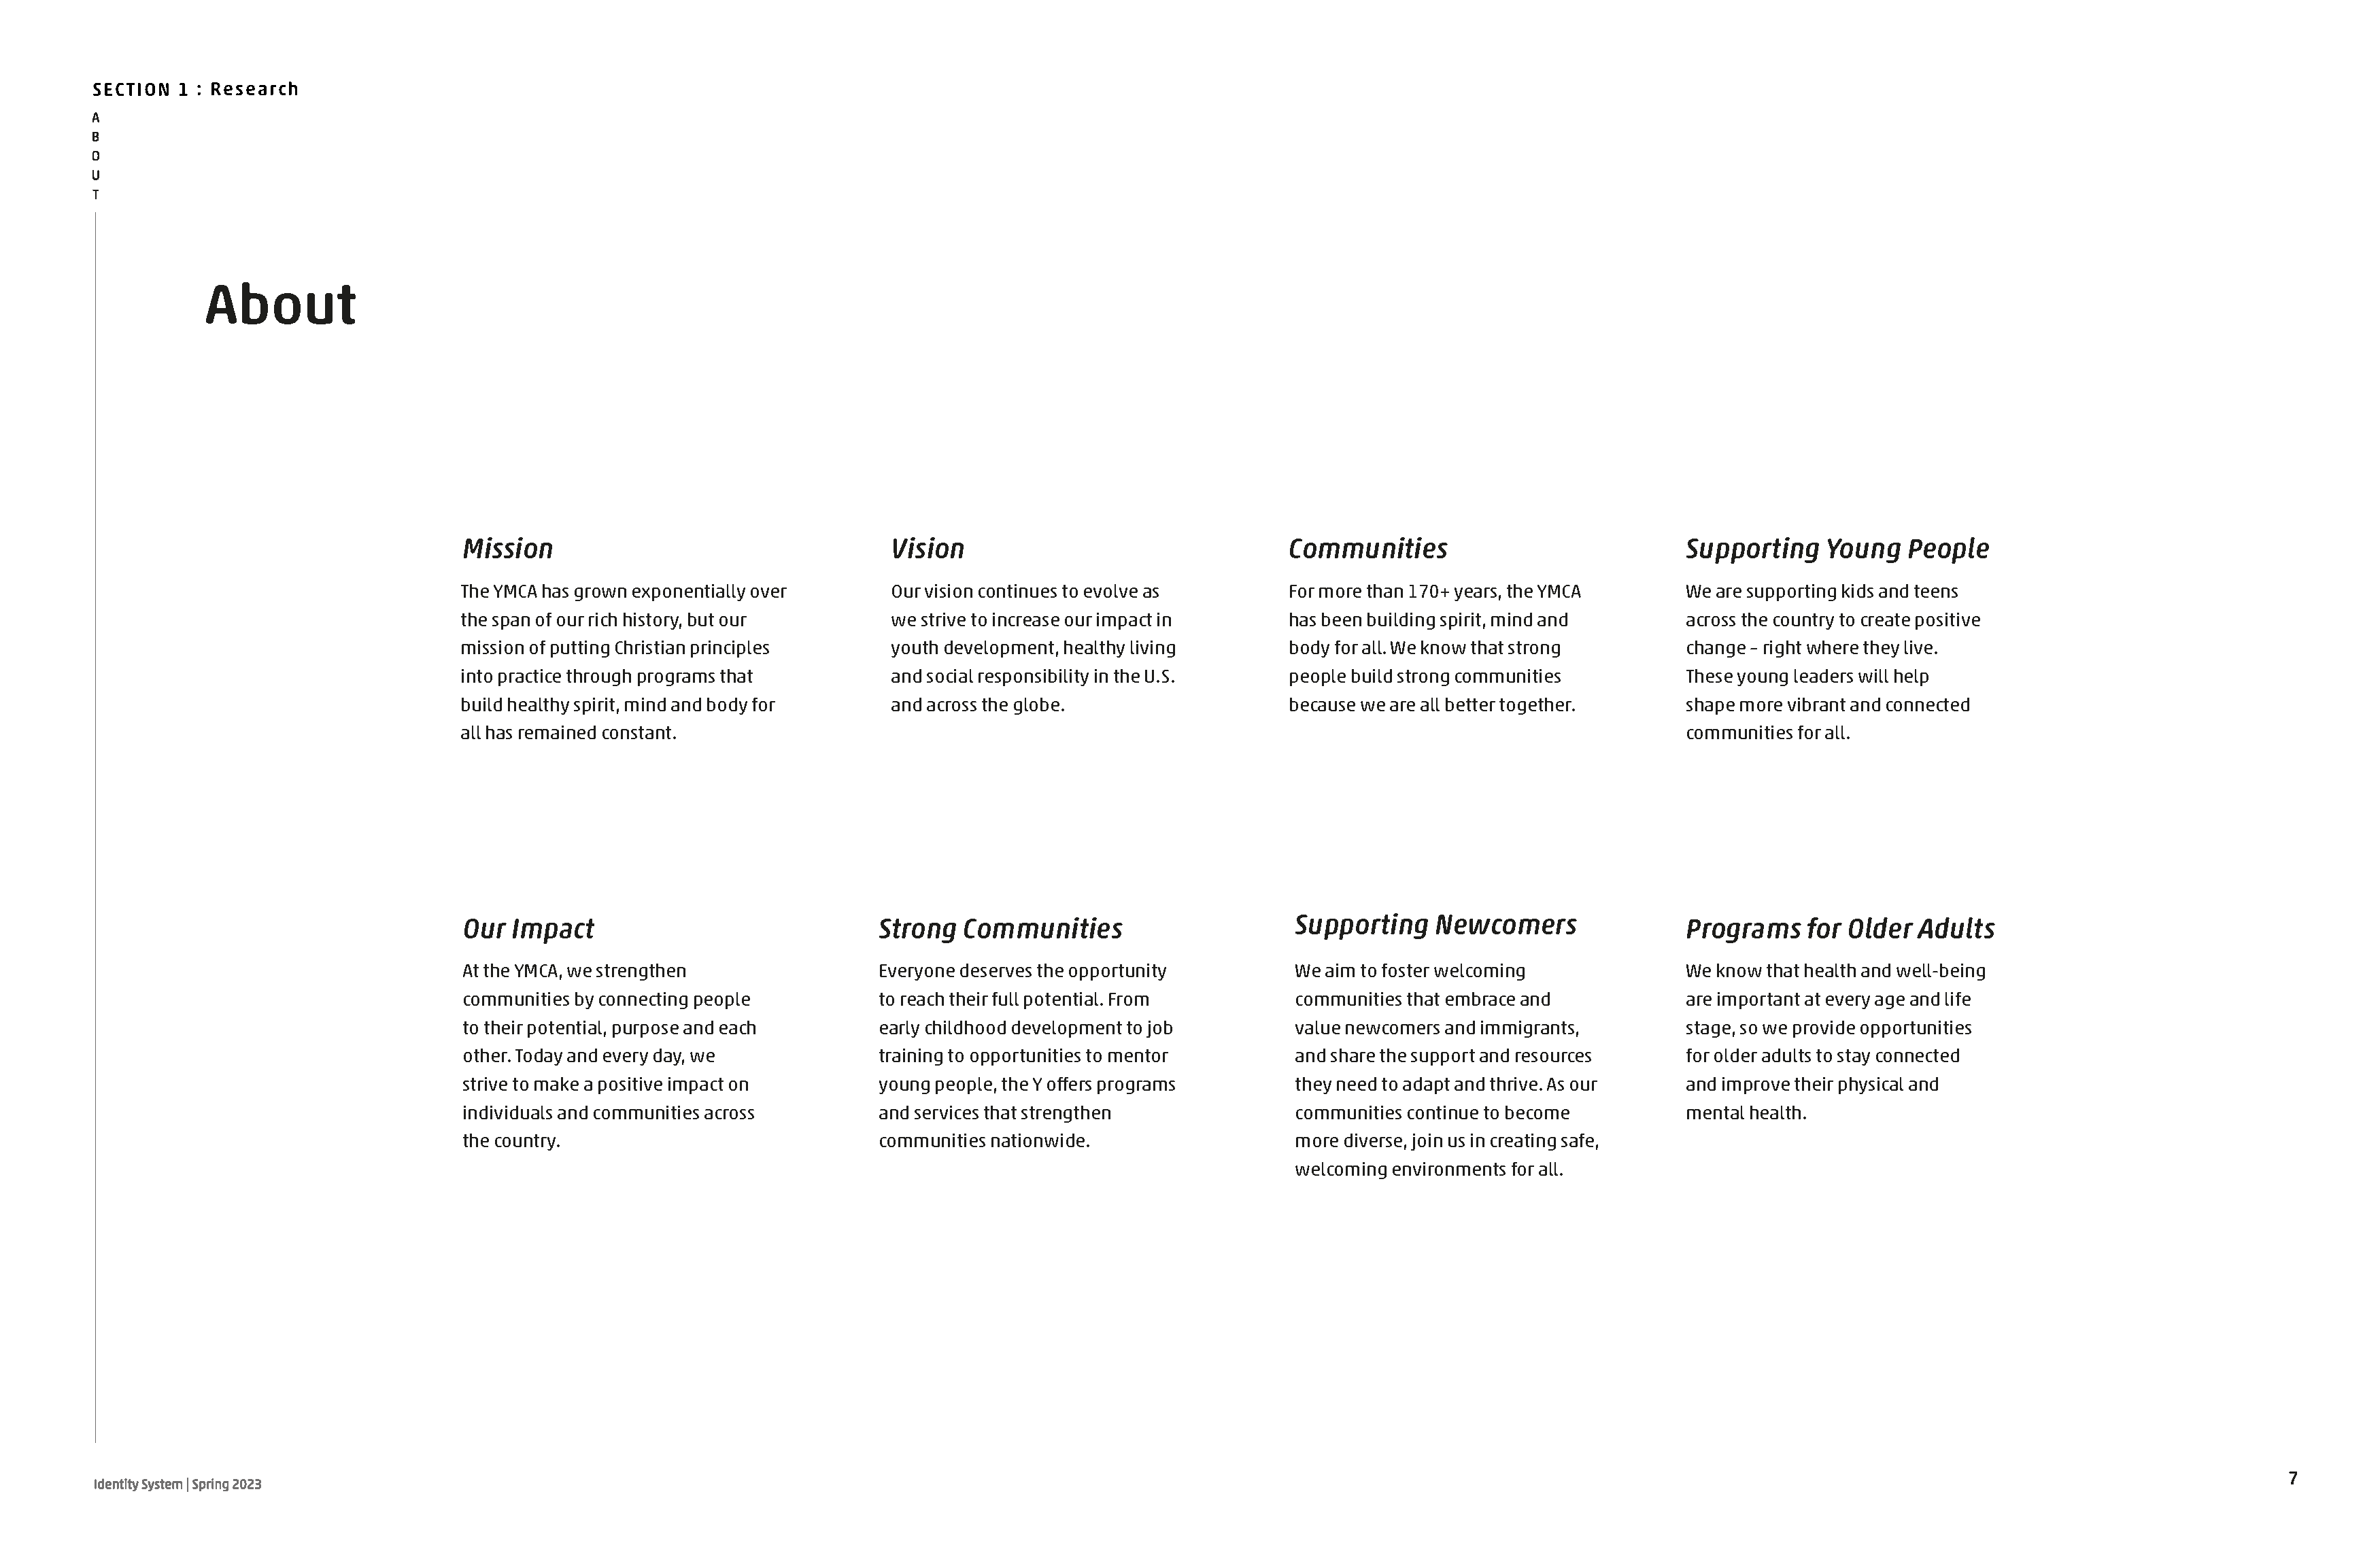 SECTION 1 : Research
A
B
O
U
T
About
Mission
The YMCA has grown exponentially over
the span of our rich history, but our
mission of putting Christian principles
into practice through programs that
build healthy spirit, mind and body for
all has remained constant.
Vision
Our vision continues to evolve as
we strive to increase our impact in
youth development, healthy living
and social responsibility in the U.S.
and across the globe.
Communities
For more than 170+ years, the YMCA
has been building spirit, mind and
body for all. We know that strong
people build strong communities
because we are all better together.
Supporting Young People
We are supporting kids and teens
across the country to create positive
change – right where they live.
These young leaders will help
shape more vibrant and connected
communities for all.
Our Impact
At the YMCA, we strengthen
communities by connecting people
to their potential, purpose and each
other. Today and every day, we
strive to make a positive impact on
individuals and communities across
the country.
Strong Communities
Everyone deserves the opportunity
to reach their full potential. From
early childhood development to job
training to opportunities to mentor
young people, the Y offers programs
and services that strengthen
communities nationwide.
Supporting Newcomers
We aim to foster welcoming
communities that embrace and
value newcomers and immigrants,
and share the support and resources
they need to adapt and thrive. As our
communities continue to become
more diverse, join us in creating safe,
welcoming environments for all.
Programs for Older Adults
We know that health and well-being
are important at every age and life
stage, so we provide opportunities
for older adults to stay connected
and improve their physical and
mental health.
Identity System | Spring 2023
7